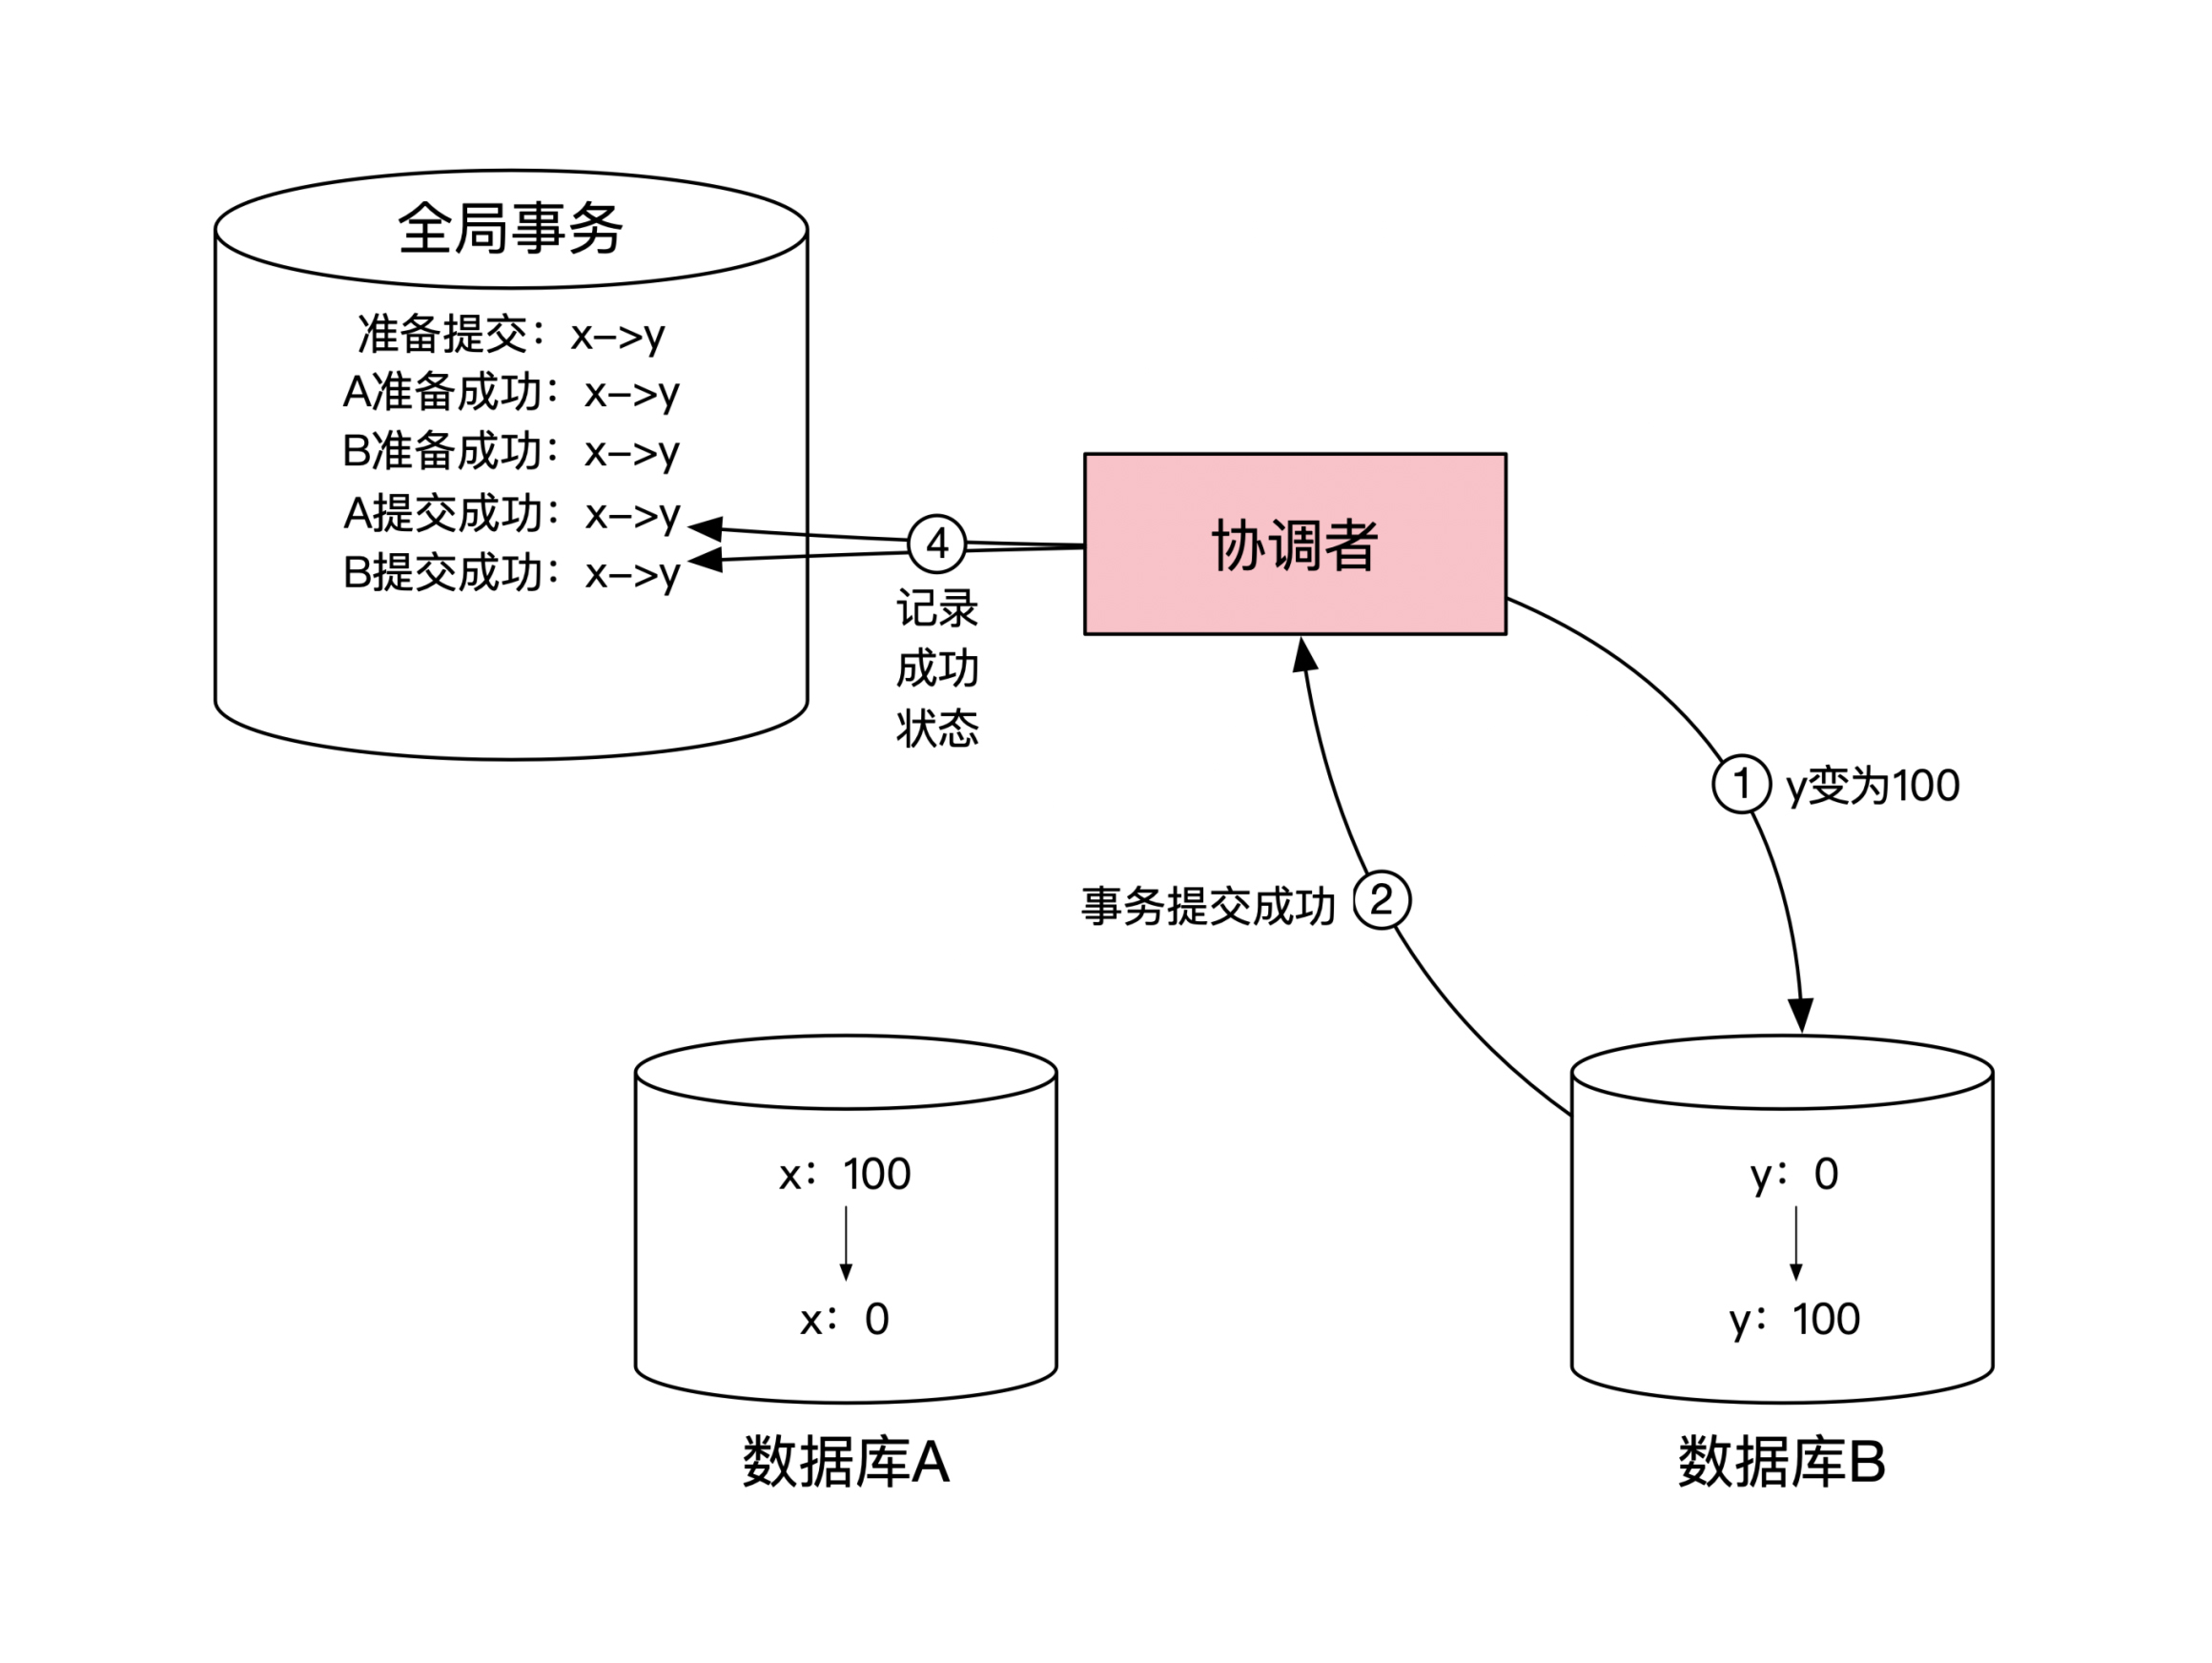 全局事务
准备提交：x->y
A准备成功：x->y
B准备成功：x->y
A提交成功：x->y
B提交成功：x->y
协调者
4
记录
成功
状态
1 y变为100
事务提交成功 2
x：100
x：0
数据库A
y：0
y：100
数据库B